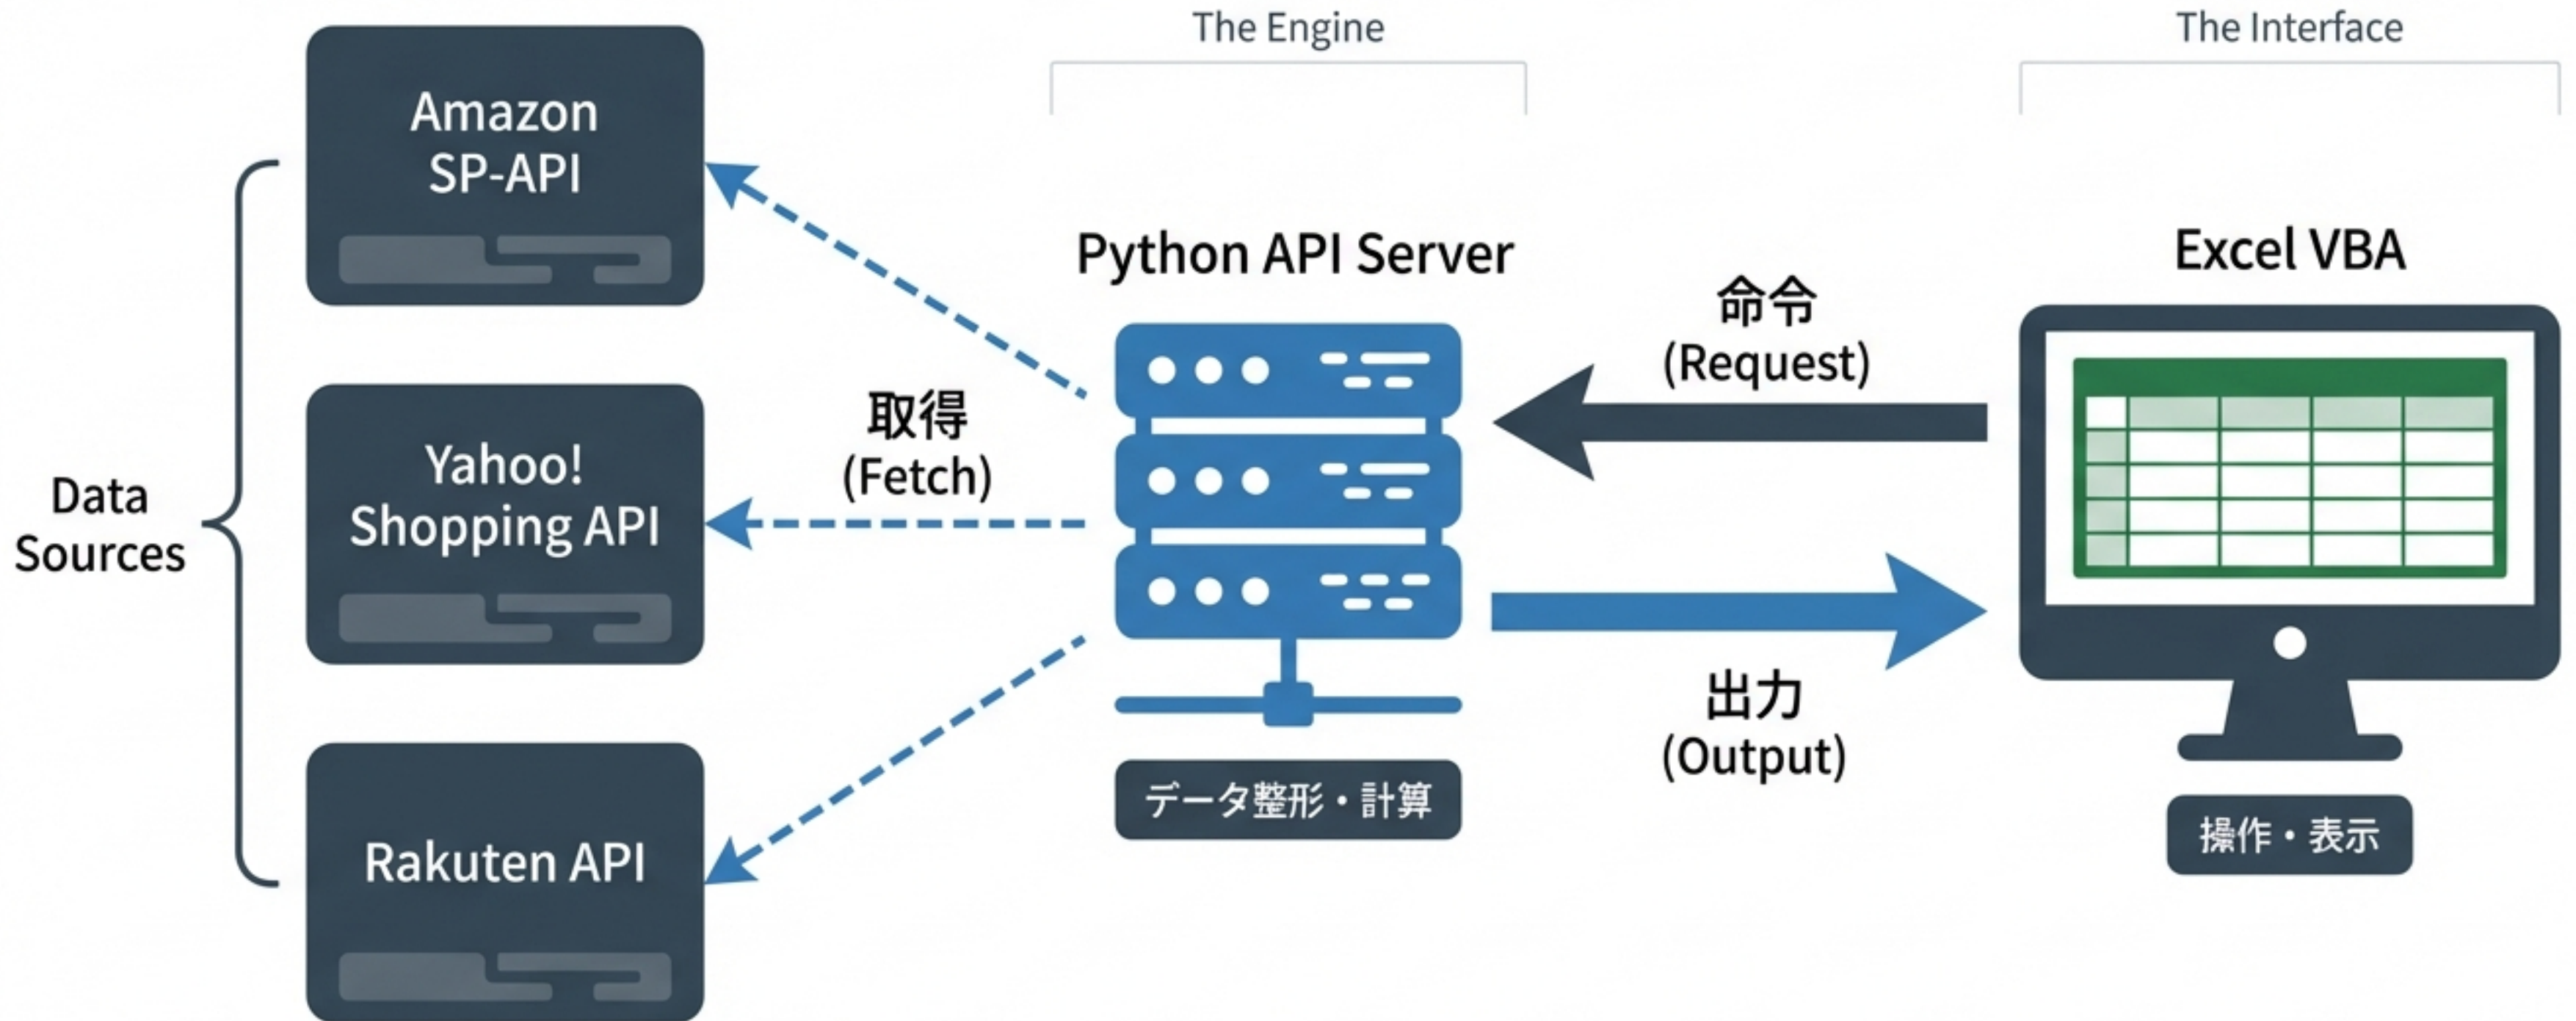 The Engine
The Interface
Data
Sources
Amazon
SP-API
Yahoo!
Shopping API
Rakuten API
取得
(Fetch)
Python API Server
データ整形・計算
命令
(Request)
出力
(Output)
Excel VBA
操作・表示